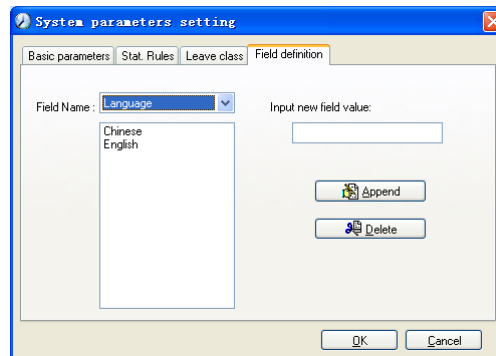 System parameters setting
Basic parameters Stat. Rules Leave class Field definition
Field Name : Language Input new field value:
Chinese
English
Append
Delete
OK Cancel